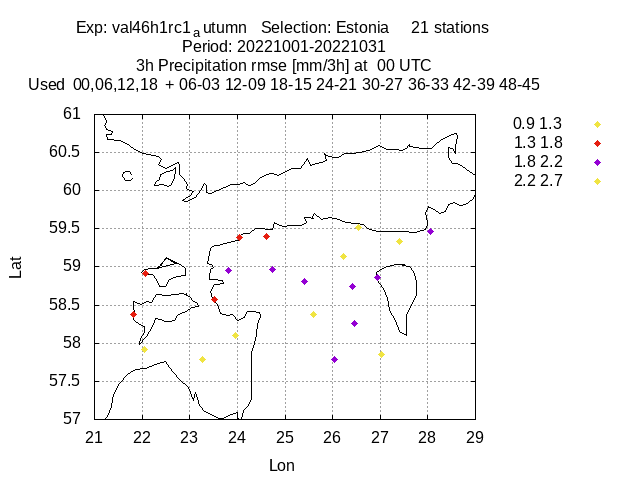 Exp: val46h1rc1_autumn Selection: Estonia 21 stations
Period: 20221001-20221031
3h Precipitation rmse [mm/3h] at 00 UTC
Used 00,06,12,18 + 06-03 12-09 18-15 24-21 30-27 36-33 42-39 48-45
0.9 1.3
1.3 1.8
1.8 2.2
2.2 2.7
Lat
61
60.5
60
59.5
59
58.5
58
57.5
57
21 22 23 24 25 26 27 28 29
Lon